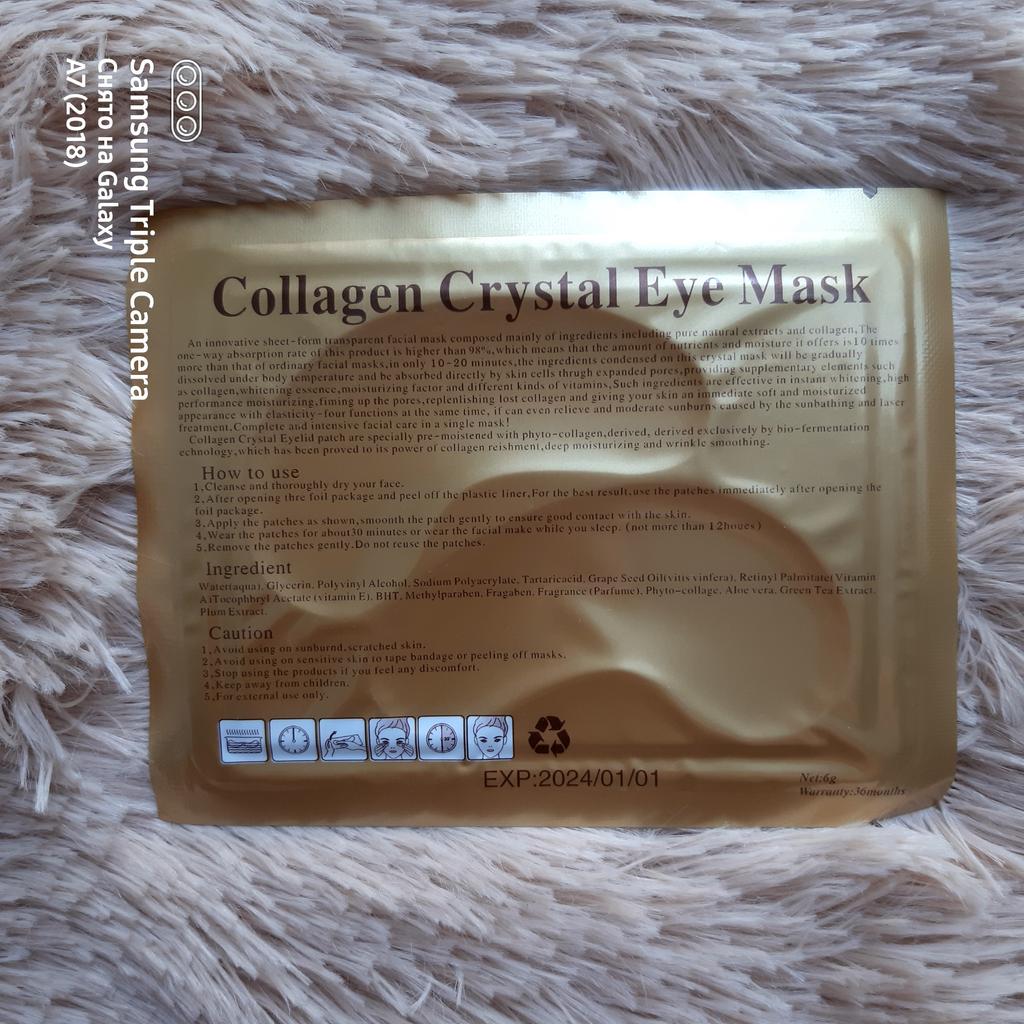 Samsung Triple Camera
Снято на Galaxy
A7 (2018)
Collagen Crystal Eye Mask
An innovative sheet-form transparent facial mask composed mainly of ingredients including pure natural extracts and collagen,The
one-way absorption rate of this product is higher than 98%,which means that the amount of nutrients and moisture it offers is10 times
more than that of ordinary facial masks,in only 10-20 minutes,the ingredients condensed on this crystal mask will be gradually
dissolved under body temperature and be absorbed directly by skin cells thrugh expanded pores,providing supplementary elements such
as collagen,whitening essence,moisturizing factor and different kinds of vitamins,Such ingredients are effective in instant whitening,high
performance moisturizing,fiming up the pores,replenlshing lost collagen and giving your skin an immediate soft and moisturized
appearance with elasticity-four functions at the same time, if can even relieve and moderate sunburns caused by the sunbathing and laser
treatment,Complete and intensive facial care in a single mask!
Collagen Crystal Eyelid patch are specially pre-moistened with phyto-collagen,derived, derived exclusively by bio-fermentation
echnology,which has been proved to its power of collagen reishment,deep moisturizing and wrinkle smoothing.
How to use
1,Cleanse and thoroughly dry your face.
2,After opening thre foil package and peel off the plastic liner,For the best result,use the patches immediately after opening the
foil package.
3,Apply the patches as shown,smoonth the patch gently to ensure good contact with the skin.
4,Wear the patches for about30 minutes or wear the facial make while you sleep. (not more than 12houes)
5,Remove the patches gently.Do not reuse the patches.
Ingredient
Water(aqua), Glycerin, Polyvinyl Alcohol, Sodium Polyacrylate, Tartaricacid, Grape Seed Oil(vitis vinfera), Retinyl Palmitate(Vitamin
A)Tocophbryl Acetate (vitamin E), BHT, Methylparaben, Fragaben, Fragrance (Parfume), Phyto-collage, Aloe vera, Green Tea Extract,
Plum Extract.
Caution
1,Avoid using on sunburnd,scratched skin.
2,Avoid using on sensitive skin to tape bandage or peeling off masks.
3,Stop using the products if you feel any discomfort.
4,Keep away from children.
5,For external use only.
EXP:2024/01/01
Net:6g
Warranty:36months